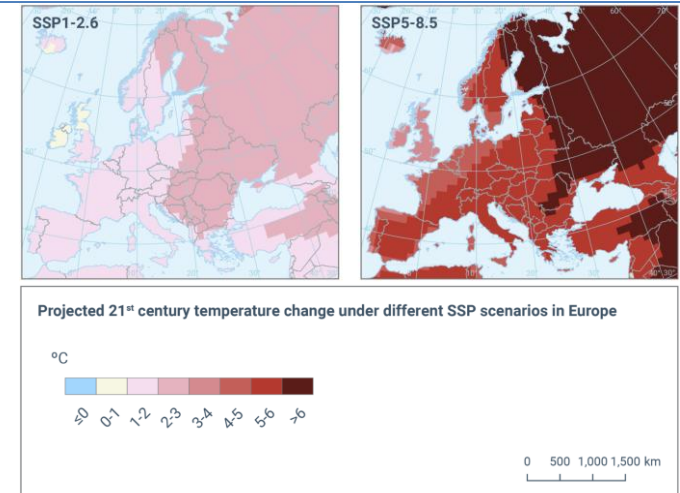 SSP1-2.6
SSP5-8.5
Projected 21st century temperature change under different SSP scenarios in Europe
ºC
≤0 0-1 1-2 2-3 3-4 4-5 5-6 >6
0 500 1,000 1,500 km